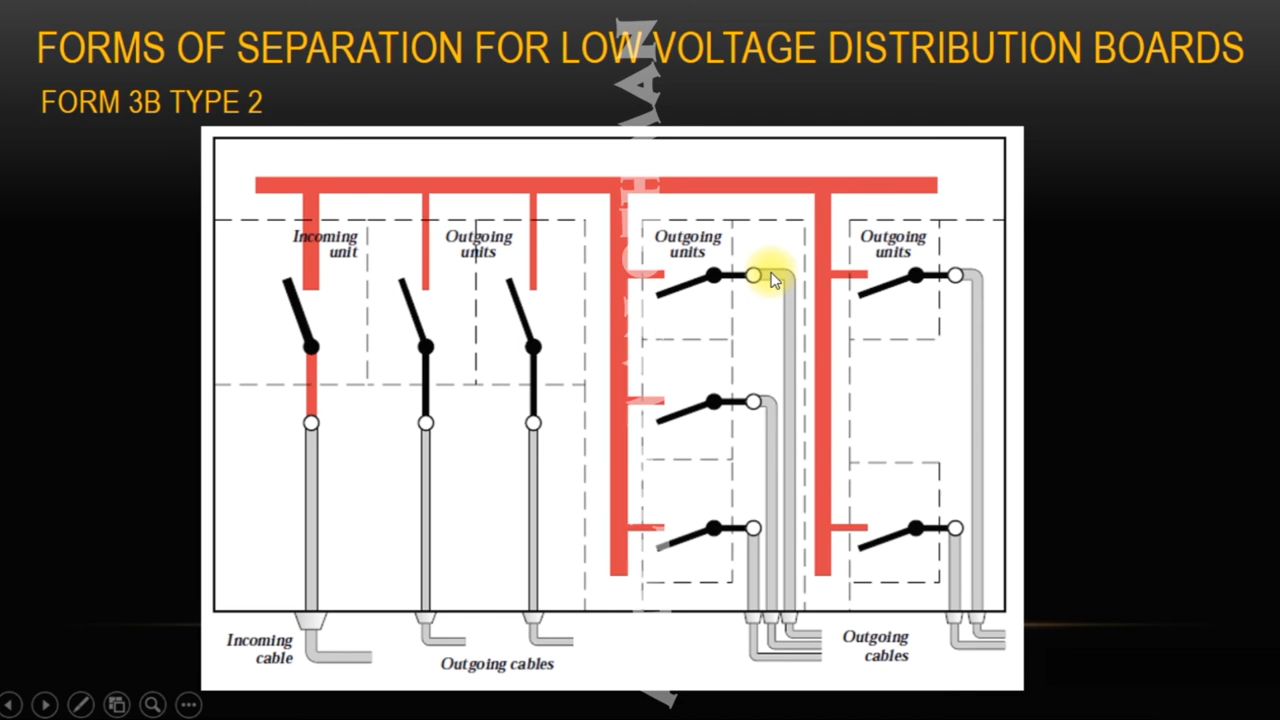 FORMS OF SEPARATION FOR LOW VOLTAGE DISTRIBUTION BOARDS
FORM 3B TYPE 2
Incoming
unit
Outgoing
units
Outgoing
units
Outgoing
units
Incoming
cable
Outgoing cables
Outgoing
cables